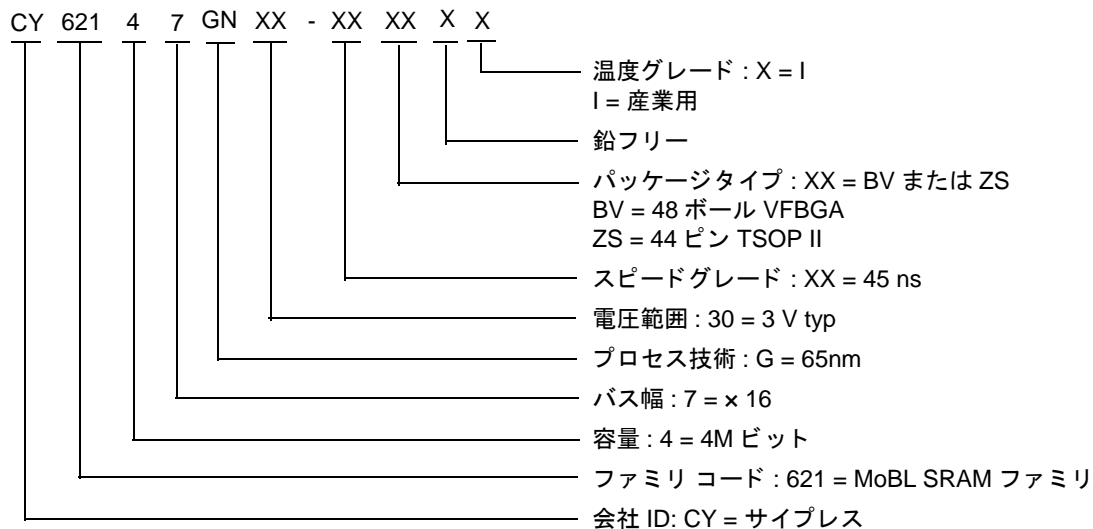 CY 621 4 7 GN XX - XX XX X X
温度グレード : X = I
I = 産業用
鉛フリー
パッケージタイプ : XX = BV または ZS
BV = 48 ボール VFBGA
ZS = 44 ピン TSOP II
スピードグレード : XX = 45 ns
電圧範囲 : 30 = 3 V typ
プロセス技術 : G = 65nm
バス幅 : 7 = × 16
容量 : 4 = 4M ビット
ファミリ コード : 621 = MoBL SRAM ファミリ
会社 ID: CY = サイプレス